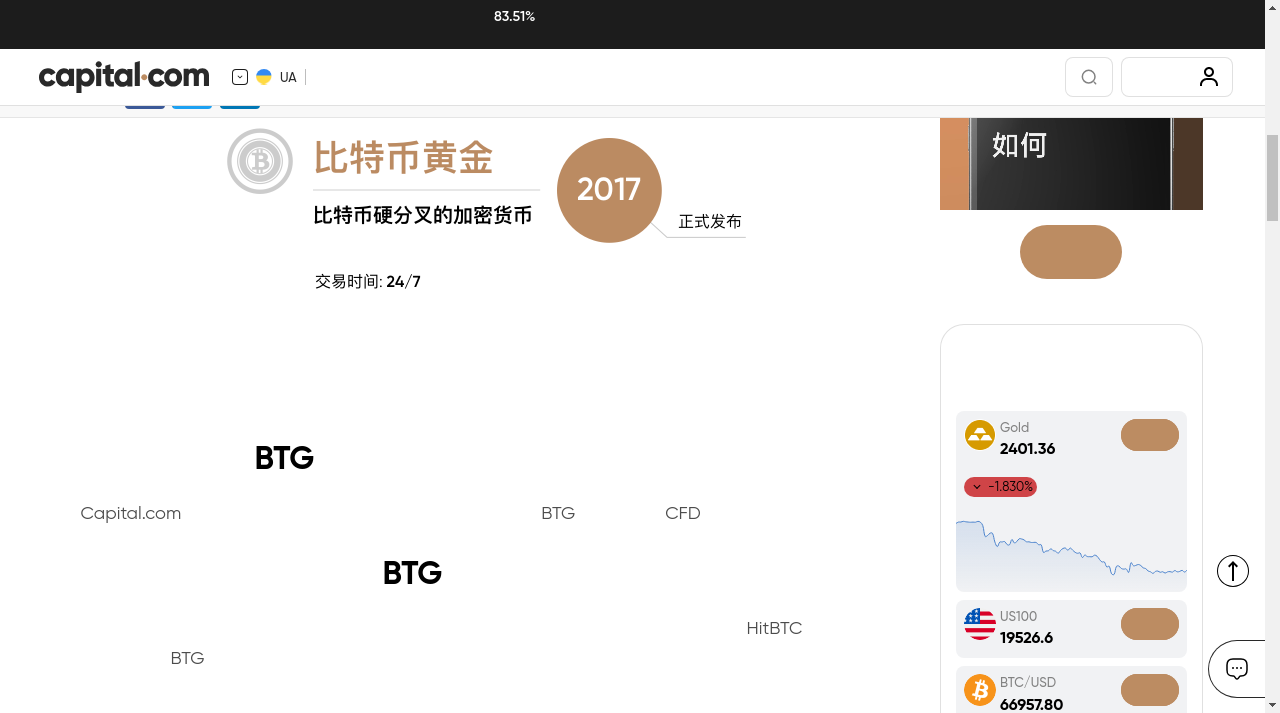 83.51%
capital.com
UA
比特币黄金
比特币硬分叉的加密货币
2017
正式发布
交易时间: 24/7
如何
BTG
Capital.com BTG CFD
BTG
HitBTC
BTG
Gold
2401.36
-1.830%
US100
19526.6
BTC/USD
66957.80